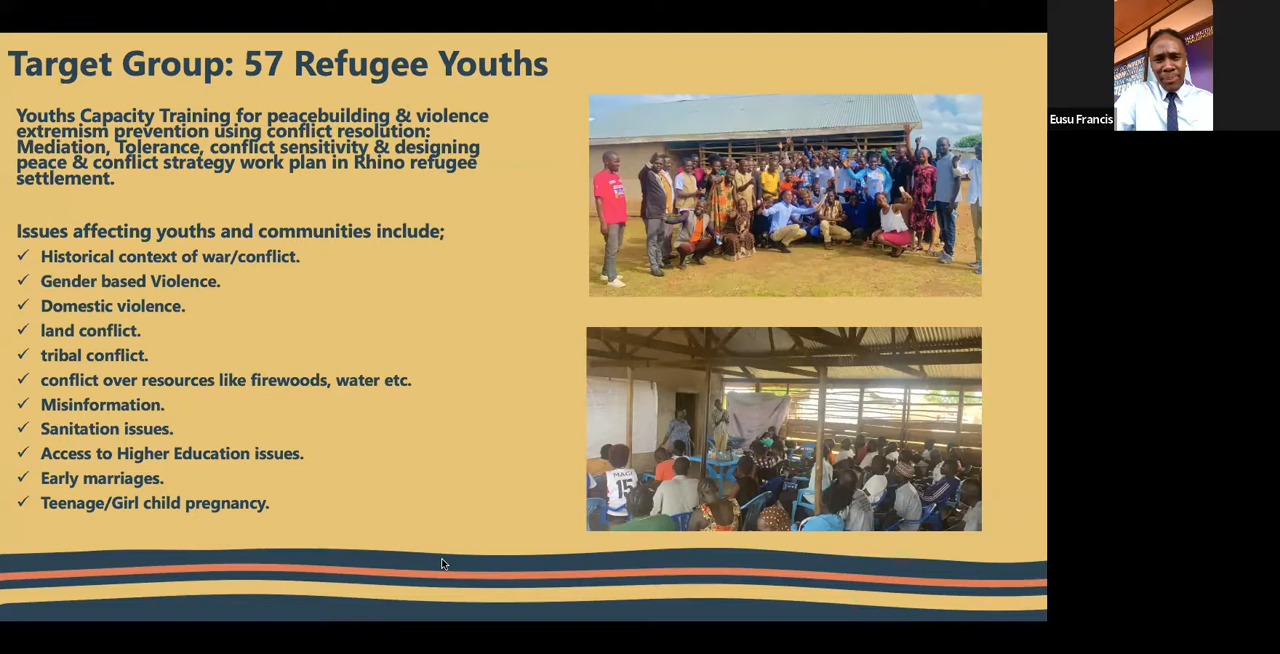 Target Group: 57 Refugee Youths
Youths Capacity Training for peacebuilding & violence
extremism prevention using conflict resolution:
Mediation, Tolerance, conflict sensitivity & designing
peace & conflict strategy work plan in Rhino refugee
settlement.
Issues affecting youths and communities include;
✓ Historical context of war/conflict.
✓ Gender based Violence.
✓ Domestic violence.
✓ land conflict.
✓ tribal conflict.
✓ conflict over resources like firewoods, water etc.
✓ Misinformation.
✓ Sanitation issues.
✓ Access to Higher Education issues.
✓ Early marriages.
✓ Teenage/Girl child pregnancy.
MAGI
15
Eusu Francis